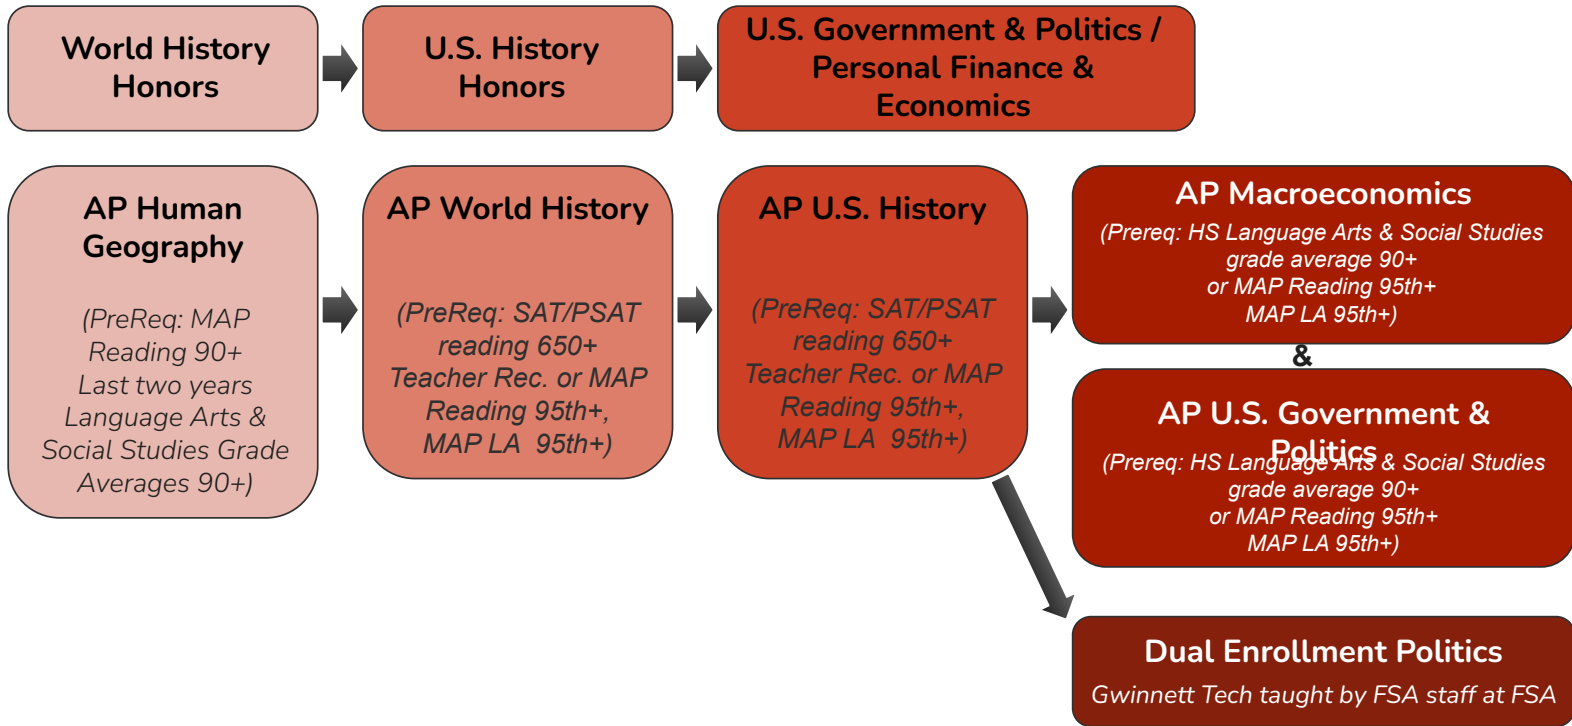 World History
Honors
U.S. History
Honors
U.S. Government & Politics /
Personal Finance &
Economics
AP Human
Geography
(PreReq: MAP
Reading 90+
Last two years
Language Arts &
Social Studies Grade
Averages 90+)
AP World History
(PreReq: SAT/PSAT
reading 650+
Teacher Rec. or MAP
Reading 95th+,
MAP LA 95th+)
AP U.S. History
(PreReq: SAT/PSAT
reading 650+
Teacher Rec. or MAP
Reading 95th+,
MAP LA 95th+)
AP Macroeconomics
(Prereq: HS Language Arts & Social Studies
grade average 90+
or MAP Reading 95th+
MAP LA 95th+)
&
AP U.S. Government &
Politics
(Prereq: HS Language Arts & Social Studies
grade average 90+
or MAP Reading 95th+
MAP LA 95th+)
Dual Enrollment Politics
Gwinnett Tech taught by FSA staff at FSA